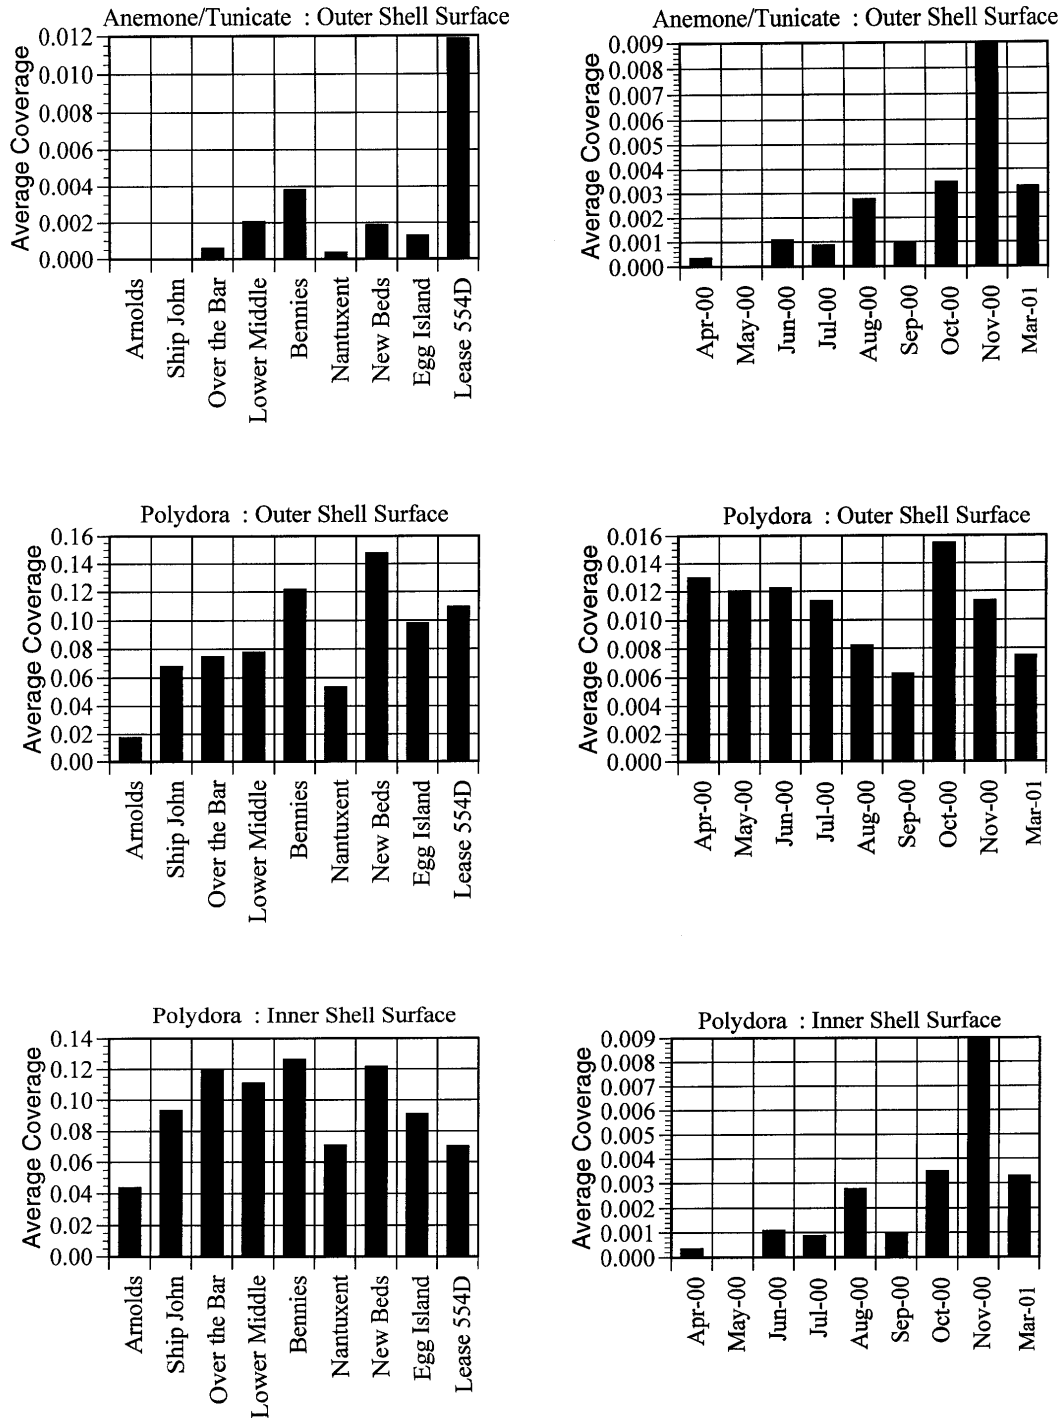 Anemone/Tunicate : Outer Shell Surface
Average Coverage
0.012
0.010
0.008
0.006
0.004
0.002
0.000
Arnolds
Ship John
Over the Bar
Lower Middle
Bennies
Nantuxent
New Beds
Egg Island
Lease 554D
Anemone/Tunicate : Outer Shell Surface
Average Coverage
0.009
0.008
0.007
0.006
0.005
0.004
0.003
0.002
0.001
0.000
Apr-00
May-00
Jun-00
Jul-00
Aug-00
Sep-00
Oct-00
Nov-00
Mar-01
Polydora : Outer Shell Surface
Average Coverage
0.16
0.14
0.12
0.10
0.08
0.06
0.04
0.02
0.00
Arnolds
Ship John
Over the Bar
Lower Middle
Bennies
Nantuxent
New Beds
Egg Island
Lease 554D
Polydora : Outer Shell Surface
Average Coverage
0.016
0.014
0.012
0.010
0.008
0.006
0.004
0.002
0.000
Apr-00
May-00
Jun-00
Jul-00
Aug-00
Sep-00
Oct-00
Nov-00
Mar-01
Polydora : Inner Shell Surface
Average Coverage
0.14
0.12
0.10
0.08
0.06
0.04
0.02
0.00
Arnolds
Ship John
Over the Bar
Lower Middle
Bennies
Nantuxent
New Beds
Egg Island
Lease 554D
Polydora : Inner Shell Surface
Average Coverage
0.009
0.008
0.007
0.006
0.005
0.004
0.003
0.002
0.001
0.000
Apr-00
May-00
Jun-00
Jul-00
Aug-00
Sep-00
Oct-00
Nov-00
Mar-01